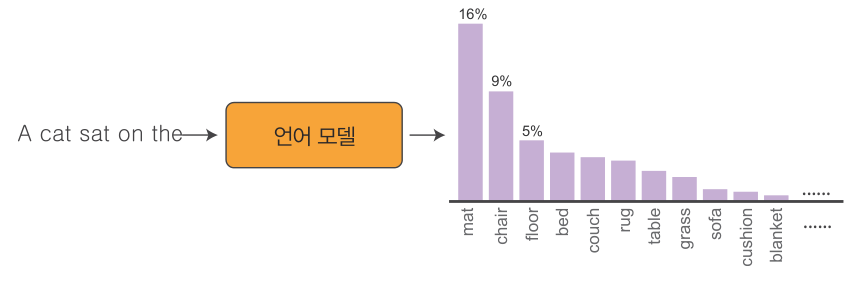 A cat sat on the
언어 모델
16%
9%
5%
......
mat
chair
floor
bed
couch
rug
table
grass
sofa
cushion
blanket
......